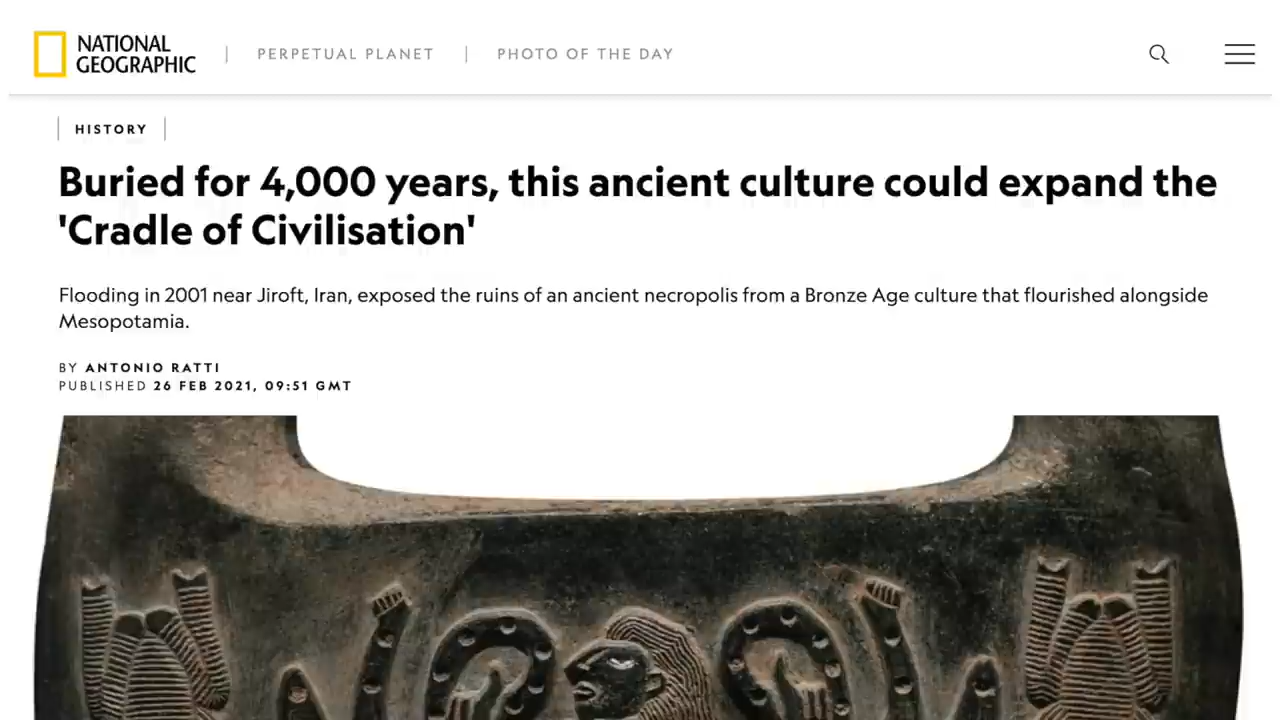 NATIONAL
GEOGRAPHIC
PERPETUAL PLANET
PHOTO OF THE DAY
HISTORY
Buried for 4,000 years, this ancient culture could expand the
'Cradle of Civilisation'
Flooding in 2001 near Jiroft, Iran, exposed the ruins of an ancient necropolis from a Bronze Age culture that flourished alongside
Mesopotamia.
BY ANTONIO RATTI
PUBLISHED 26 FEB 2021, 09:51 GMT